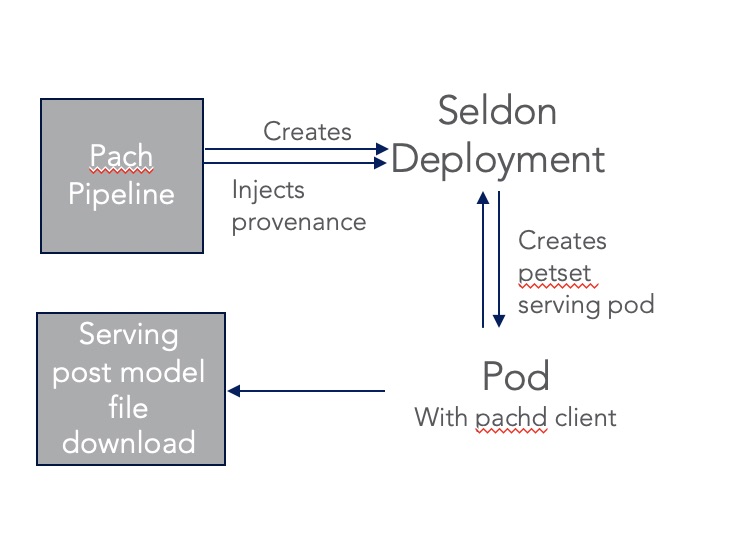 Pach
Pipeline
Creates
Injects
provenance
Seldon
Deployment
Creates
petset
serving pod
Pod
With pachd client
Serving
post model
file
download